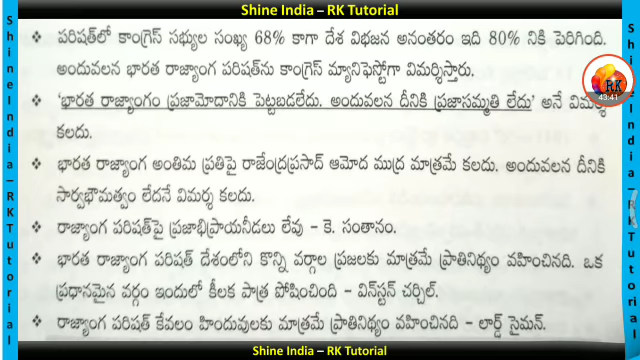 Shine India – RK Tutorial
❖ పరిషత్‌లో కాంగ్రెస్ సభ్యుల సంఖ్య 68% కాగా దేశ విభజన అనంతరం ఇది 80% నికి పెరిగింది.
అందువలన భారత రాజ్యాంగ పరిషత్‌ను కాంగ్రెస్ మ్యానిఫెస్టోగా విమర్శిస్తారు.
❖ 'భారత రాజ్యాంగం ప్రజామోదానికి పెట్టబడలేదు. అందువలన దీనికి ప్రజాసమ్మతి లేదు' అనే విమర్శ
కలదు.
❖ భారత రాజ్యాంగ అంతిమ ప్రతిపై రాజేంద్రప్రసాద్ ఆమోద ముద్ర మాత్రమే కలదు. అందువలన దీనికి
సార్వభౌమత్వం లేదనే విమర్శ కలదు.
❖ రాజ్యాంగ పరిషత్‌పై ప్రజాభిప్రాయనీడలు లేవు – కె. సంతానం.
❖ భారత రాజ్యాంగ పరిషత్ దేశంలోని కొన్ని వర్గాల ప్రజలకు మాత్రమే ప్రాతినిథ్యం వహించినది. ఒక
ప్రధానమైన వర్గం ఇందులో కీలక పాత్ర పోషించింది – విన్‌స్టన్ చర్చిల్.
❖ రాజ్యాంగ పరిషత్ కేవలం హిందువులకు మాత్రమే ప్రాతినిథ్యం వహించినది – లార్డ్ సైమన్.
Shine India – RK Tutorial
Shine India – RK Tutorial
Shine India – RK Tutorial
RK
43:41